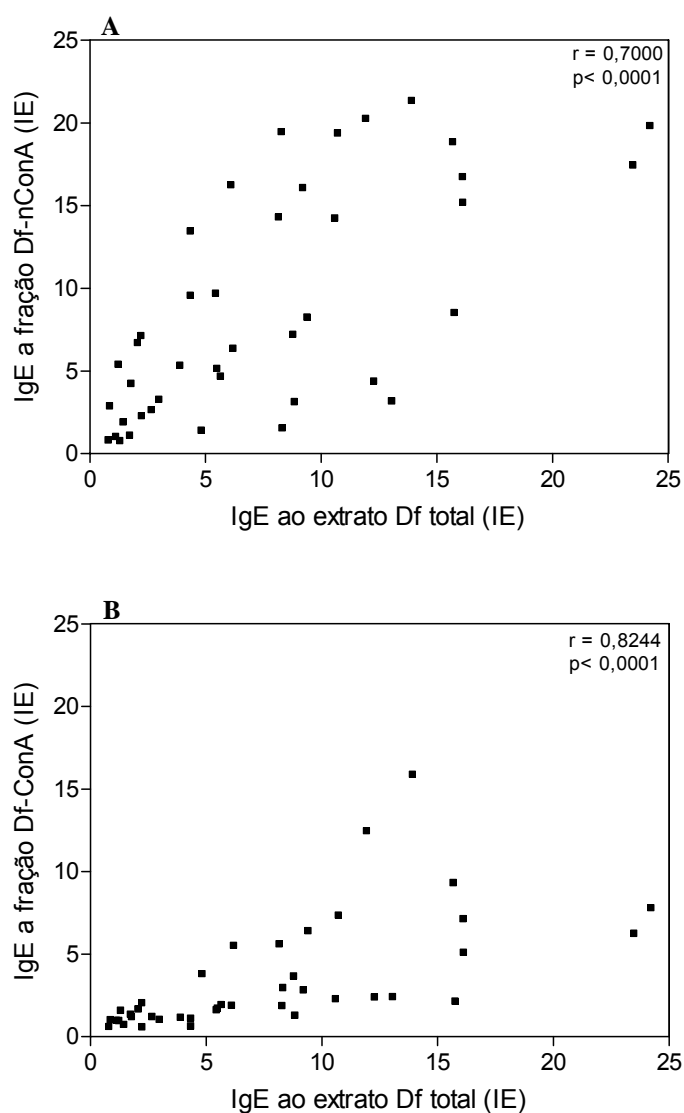 A
r = 0,7000
p< 0,0001
IgE a fração Df-nConA (IE)
25
20
15
10
5
0
0 5 10 15 20 25
IgE ao extrato Df total (IE)
B
r = 0,8244
p< 0,0001
IgE a fração Df-ConA (IE)
25
20
15
10
5
0
0 5 10 15 20 25
IgE ao extrato Df total (IE)